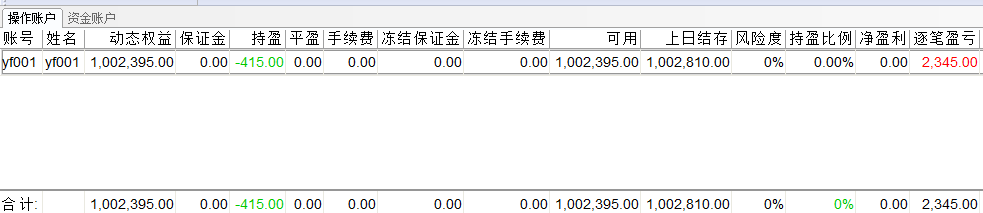 操作账户 资金账户
账号 姓名 动态权益 保证金 持盈 平盈 手续费 冻结保证金 冻结手续费 可用 上日结存 风险度 持盈比例 净盈利 逐笔盈亏
yf001 yf001 1,002,395.00 0.00 -415.00 0.00 0.00 0.00 0.00 1,002,395.00 1,002,810.00 0% 0.00% 0.00 2,345.00
合计: 1,002,395.00 0.00 -415.00 0.00 0.00 0.00 0.00 1,002,395.00 1,002,810.00 0% 0% 0.00 2,345.00